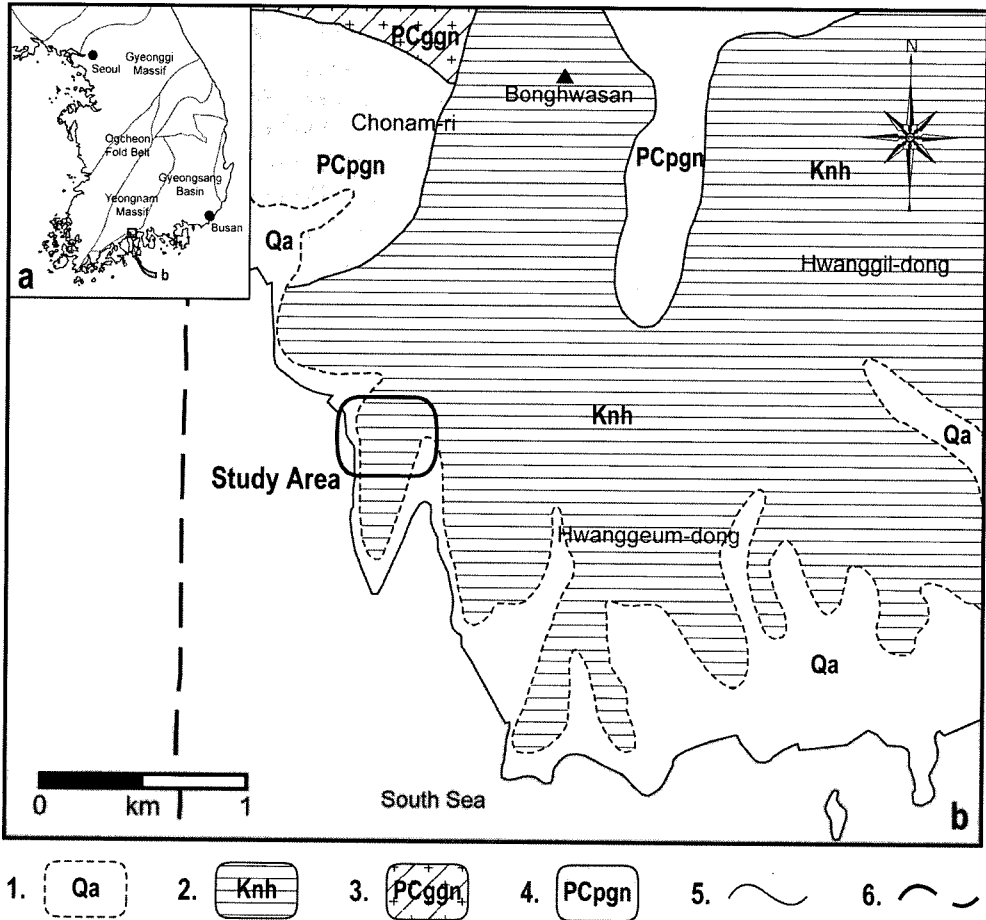 Gyeonggi
Massif
Seoul
Ogcheon
Fold Belt
Gyeongsang
Basin
Yeongnam
Massif
Busan
a
b
PCggn
N
Bonghwasan
Chonam-ri
PCpgn
PCpgn
Knh
Qa
Hwanggil-dong
Knh
Qa
Study Area
Hwanggeum-dong
Qa
0 km 1
South Sea
b
1. Qa 2. Knh 3. PCggn 4. PCpgn 5. 6.